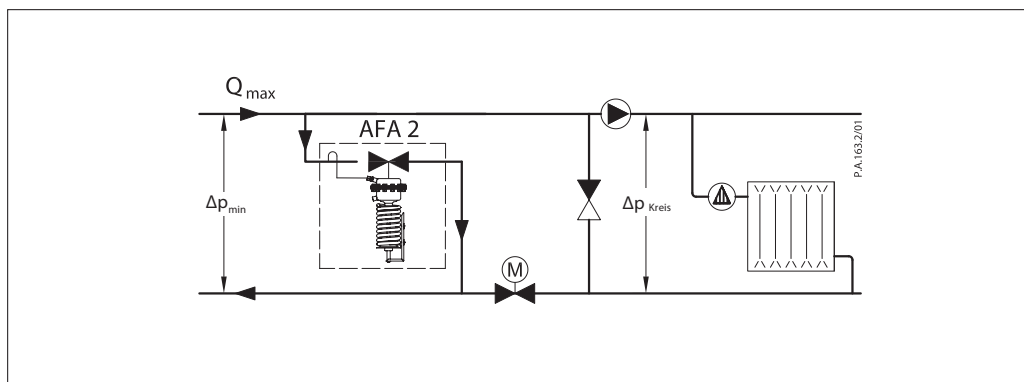 Q max
AFA 2
Δp min
Δp Kreis
M
P.A.163.2/01